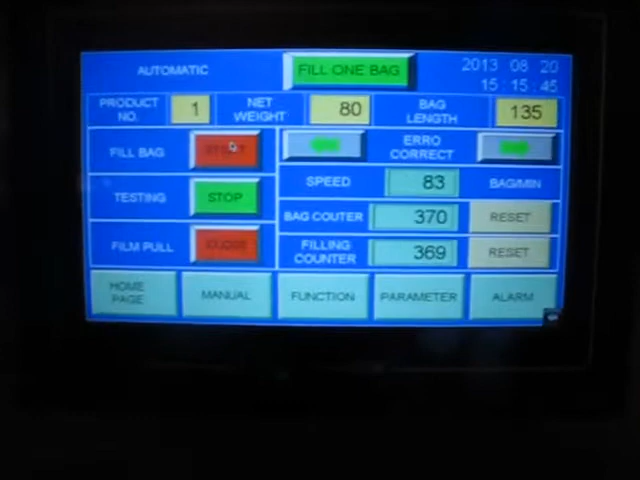 AUTOMATIC
FILL ONE BAG
2013 08 20
15:15:45
PRODUCT NO.
1
NET WEIGHT
80
BAG LENGTH
135
FILL BAG
ERRO CORRECT
TESTING
STOP
SPEED
83
BAG/MIN
BAG COUTER
370
RESET
FILM PULL
FILLING COUNTER
369
RESET
HOME PAGE
MANUAL
FUNCTION
PARAMETER
ALARM